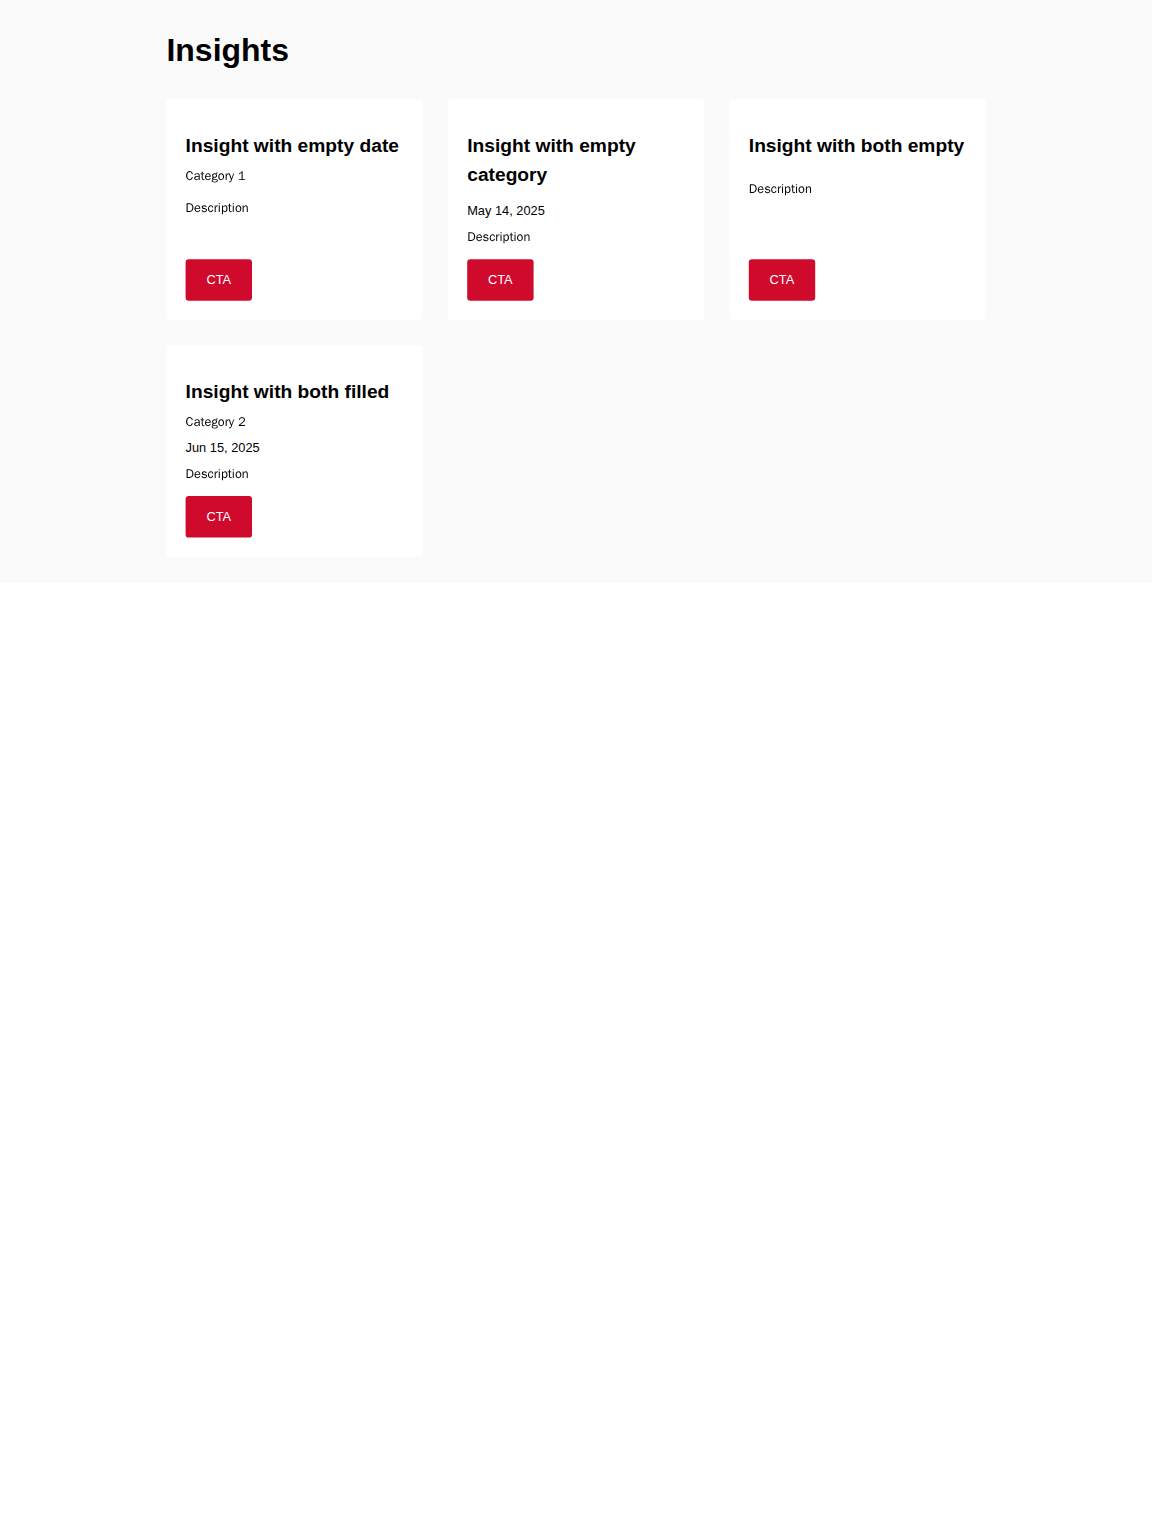 Insights
Insight with empty date
Category 1
Description
CTA
Insight with empty
category
May 14, 2025
Description
CTA
Insight with both empty
Description
CTA
Insight with both filled
Category 2
Jun 15, 2025
Description
CTA